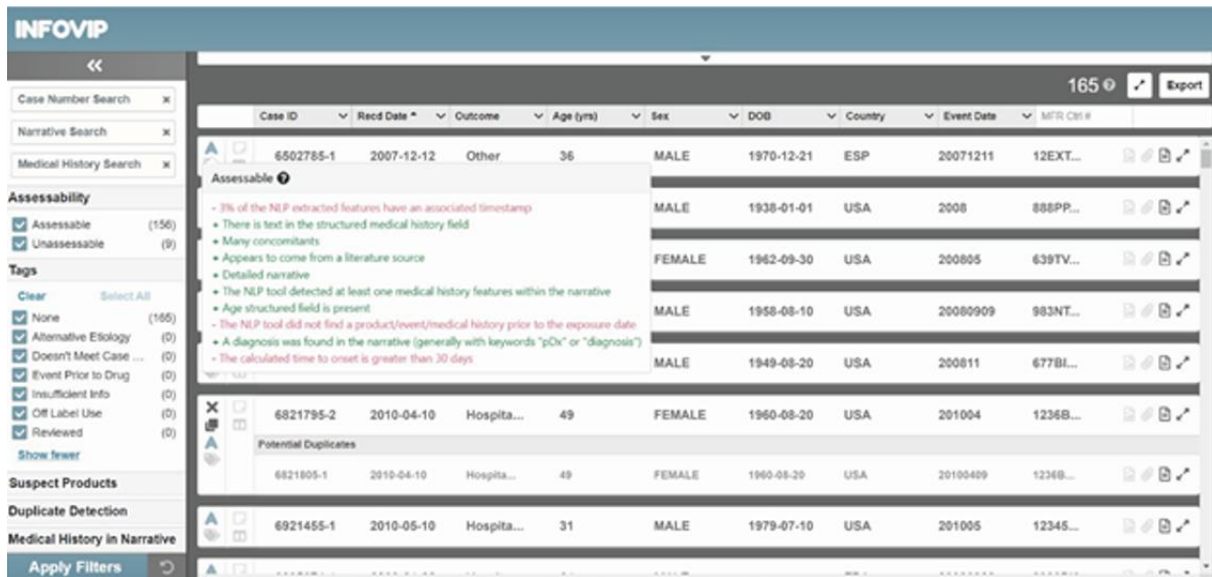 INFOVIP
«
165
Export
Case Number Search ×
Narrative Search ×
Medical History Search ×
Assessability
Assessable (156)
Unassessable (9)
Tags
Clear Select All
None (165)
Alternative Etiology (0)
Doesn't Meet Case ... (0)
Event Prior to Drug (0)
Insufficient Info (0)
Off Label Use (0)
Reviewed (0)
Show fewer
Suspect Products
Duplicate Detection
Medical History in Narrative
Apply Filters
Case ID Recd Date Outcome Age (yrs) Sex DOB Country Event Date MFR Ctrl #
A 6502785-1 2007-12-12 Other 36 MALE 1970-12-21 ESP 20071211 12EXT...
Assessable ?
- 3% of the NLP extracted features have an associated timestamp
+ There is text in the structured medical history field
+ Many concomitants
+ Appears to come from a literature source
+ Detailed narrative
+ The NLP tool detected at least one medical history features within the narrative
+ Age structured field is present
- The NLP tool did not find a product/event/medical history prior to the exposure date
+ A diagnosis was found in the narrative (generally with keywords "pDx" or "diagnosis")
- The calculated time to onset is greater than 30 days
MALE 1938-01-01 USA 2008 888PP...
FEMALE 1962-09-30 USA 200805 639TV...
MALE 1958-08-10 USA 20080909 983NT...
MALE 1949-08-20 USA 200811 677BI...
A 6821795-2 2010-04-10 Hospita... 49 FEMALE 1960-08-20 USA 201004 1236B...
Potential Duplicates
6821805-1 2010-04-10 Hospita... 49 FEMALE 1960-08-20 USA 20100409 1236B...
A 6921455-1 2010-05-10 Hospita... 31 MALE 1979-07-10 USA 201005 12345...
A